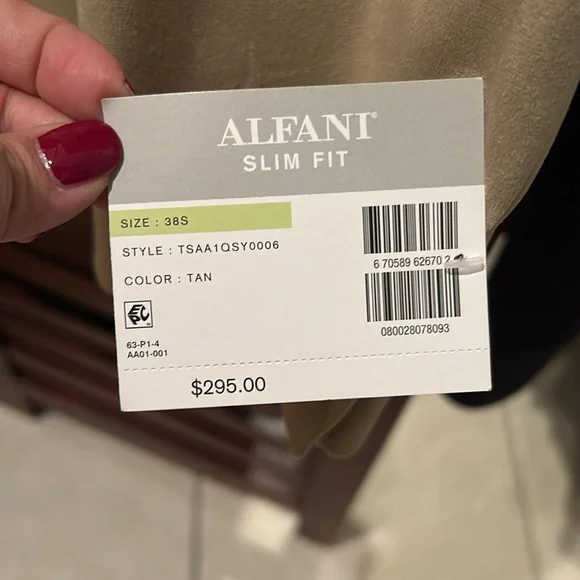 ALFANI®
SLIM FIT
SIZE : 38S
STYLE : TSAA1QSY0006
COLOR : TAN
EPC
63-P1-4
AA01-001
6 70589 62670 2
080028078093
$295.00